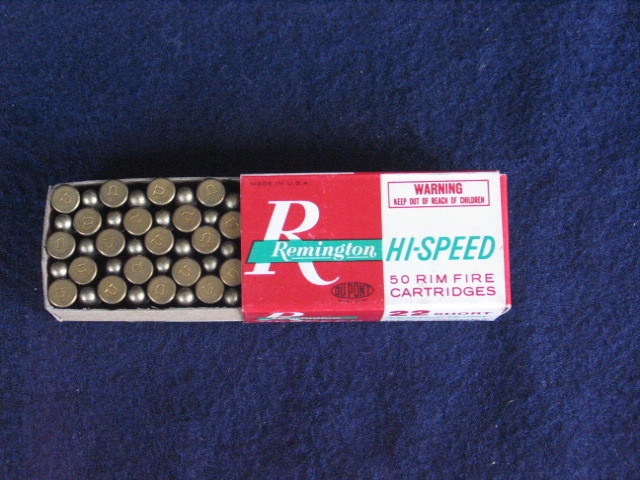 MADE IN U.S.A.
R
Remington
DU PONT
WARNING
KEEP OUT OF REACH OF CHILDREN
HI-SPEED
50 RIM FIRE
CARTRIDGES
22 SHORT
Remington